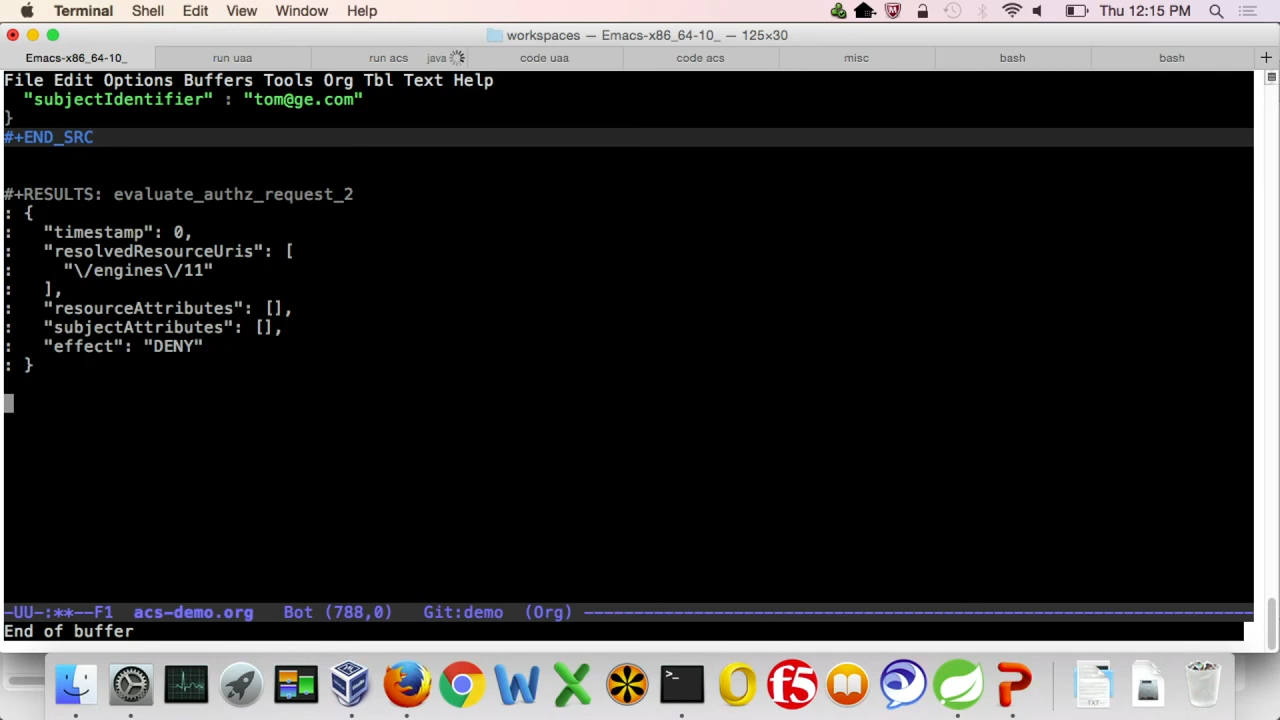 Terminal Shell Edit View Window Help Thu 12:15 PM
workspaces — Emacs-x86_64-10_ — 125×30
Emacs-x86_64-10_ run uaa run acs java code uaa code acs misc bash bash +
File Edit Options Buffers Tools Org Tbl Text Help
"subjectIdentifier" : "tom@ge.com"
}
#+END_SRC
#+RESULTS: evaluate_authz_request_2
: {
:   "timestamp": 0,
:   "resolvedResourceUris": [
:     "\/engines\/11"
:   ],
:   "resourceAttributes": [],
:   "subjectAttributes": [],
:   "effect": "DENY"
: }
-UU-:**--F1 acs-demo.org Bot (788,0) Git:demo (Org) ----------------------------------------------------------------
End of buffer
>_ f5
TXT